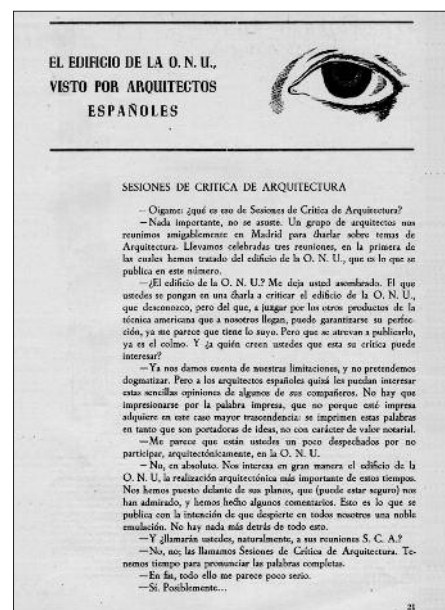 EL EDIFICIO DE LA O. N. U.,
VISTO POR ARQUITECTOS
ESPAÑOLES
SESIONES DE CRITICA DE ARQUITECTURA
— Oigame: ¿qué es eso de Sesiones de Crítica de Arquitectura?
—Nada importante, no se asuste. Un grupo de arquitectos nos
reunimos amigablemente en Madrid para charlar sobre temas de
Arquitectura. Llevamos celebradas tres reuniones, en la primera de
las cuales hemos tratado del edificio de la O. N. U., que es lo que se
publica en este número.
—¿El edificio de la O. N. U.? Me deja usted asombrado. El que
ustedes se pongan en una charla a criticar el edificio de la O. N. U.,
que desconozco, pero del que, a juzgar por los otros productos de la
técnica americana que a nosotros llegan, puedo garantizarse su perfec-
ción, ya me parece que tiene lo suyo. Pero que se atrevan a publicarlo,
ya es el colmo. Y ¿a quién creen ustedes que esta su crítica puede
interesar?
—Ya nos damos cuenta de nuestras limitaciones, y no pretendemos
dogmatizar. Pero a los arquitectos españoles quizá les puedan interesar
estas sencillas opiniones de algunos de sus compañeros. No hay que
impresionarse por la palabra impresa, que no porque esté impresa
adquiere en este caso mayor trascendencia: se imprimen estas palabras
en tanto que son portadoras de ideas, no con carácter de valor notarial.
—Me parece que están ustedes un poco despechados por no
participar, arquitectónicamente, en la O. N. U.
—No, en absoluto. Nos interesa en gran manera el edificio de la
O. N. U, la realización arquitectónica más importante de estos tiempos.
Nos hemos puesto delante de sus planos, que (puede estar seguro) nos
han admirado, y hemos hecho algunos comentarios. Esto es lo que se
publica con la intención de que despierte en todos nosotros una noble
emulación. No hay nada más detrás de todo esto.
—Y ¿llamarán ustedes, naturalmente, a sus reuniones S. C. A.?
—No, no; las llamamos Sesiones de Crítica de Arquitectura. Te-
nemos tiempo para pronunciar las palabras completas.
—En fin, todo ello me parece poco serio.
—Sí. Posiblemente...
21